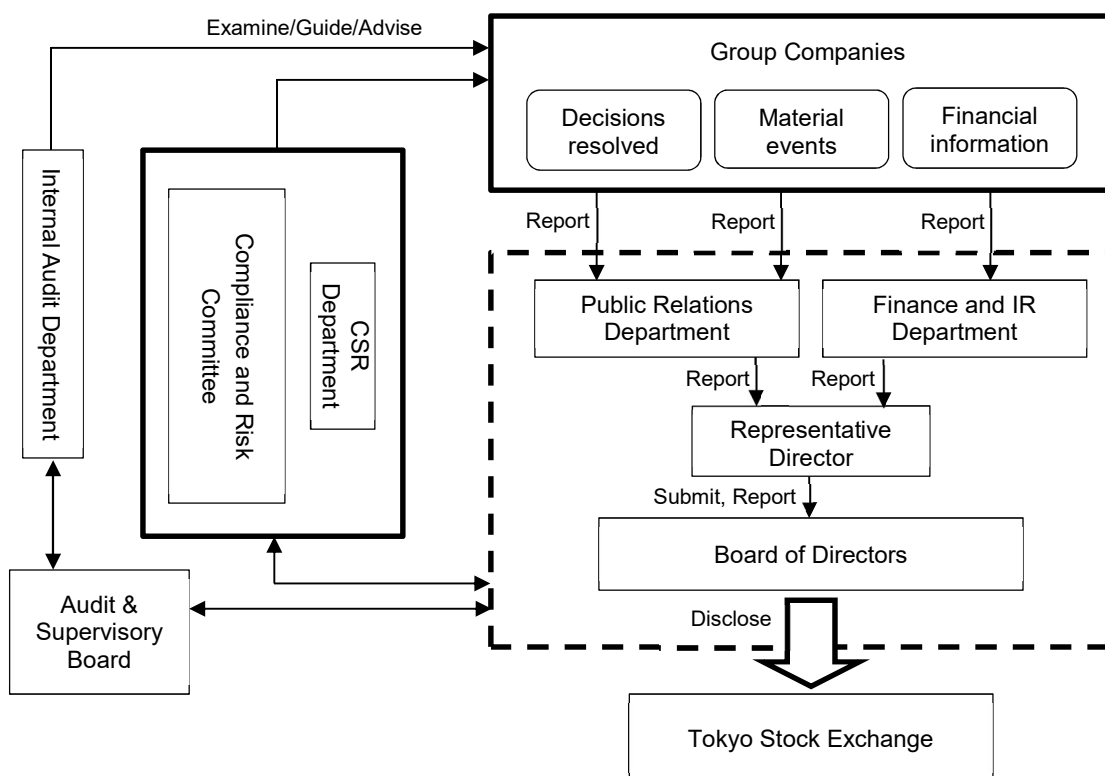 Examine/Guide/Advise
Group Companies
Decisions
resolved
Material
events
Financial
information
Internal Audit Department
Compliance and Risk
Committee
CSR
Department
Report
Report
Report
Public Relations
Department
Finance and IR
Department
Report
Report
Representative
Director
Submit, Report
Board of Directors
Audit &
Supervisory
Board
Disclose
Tokyo Stock Exchange